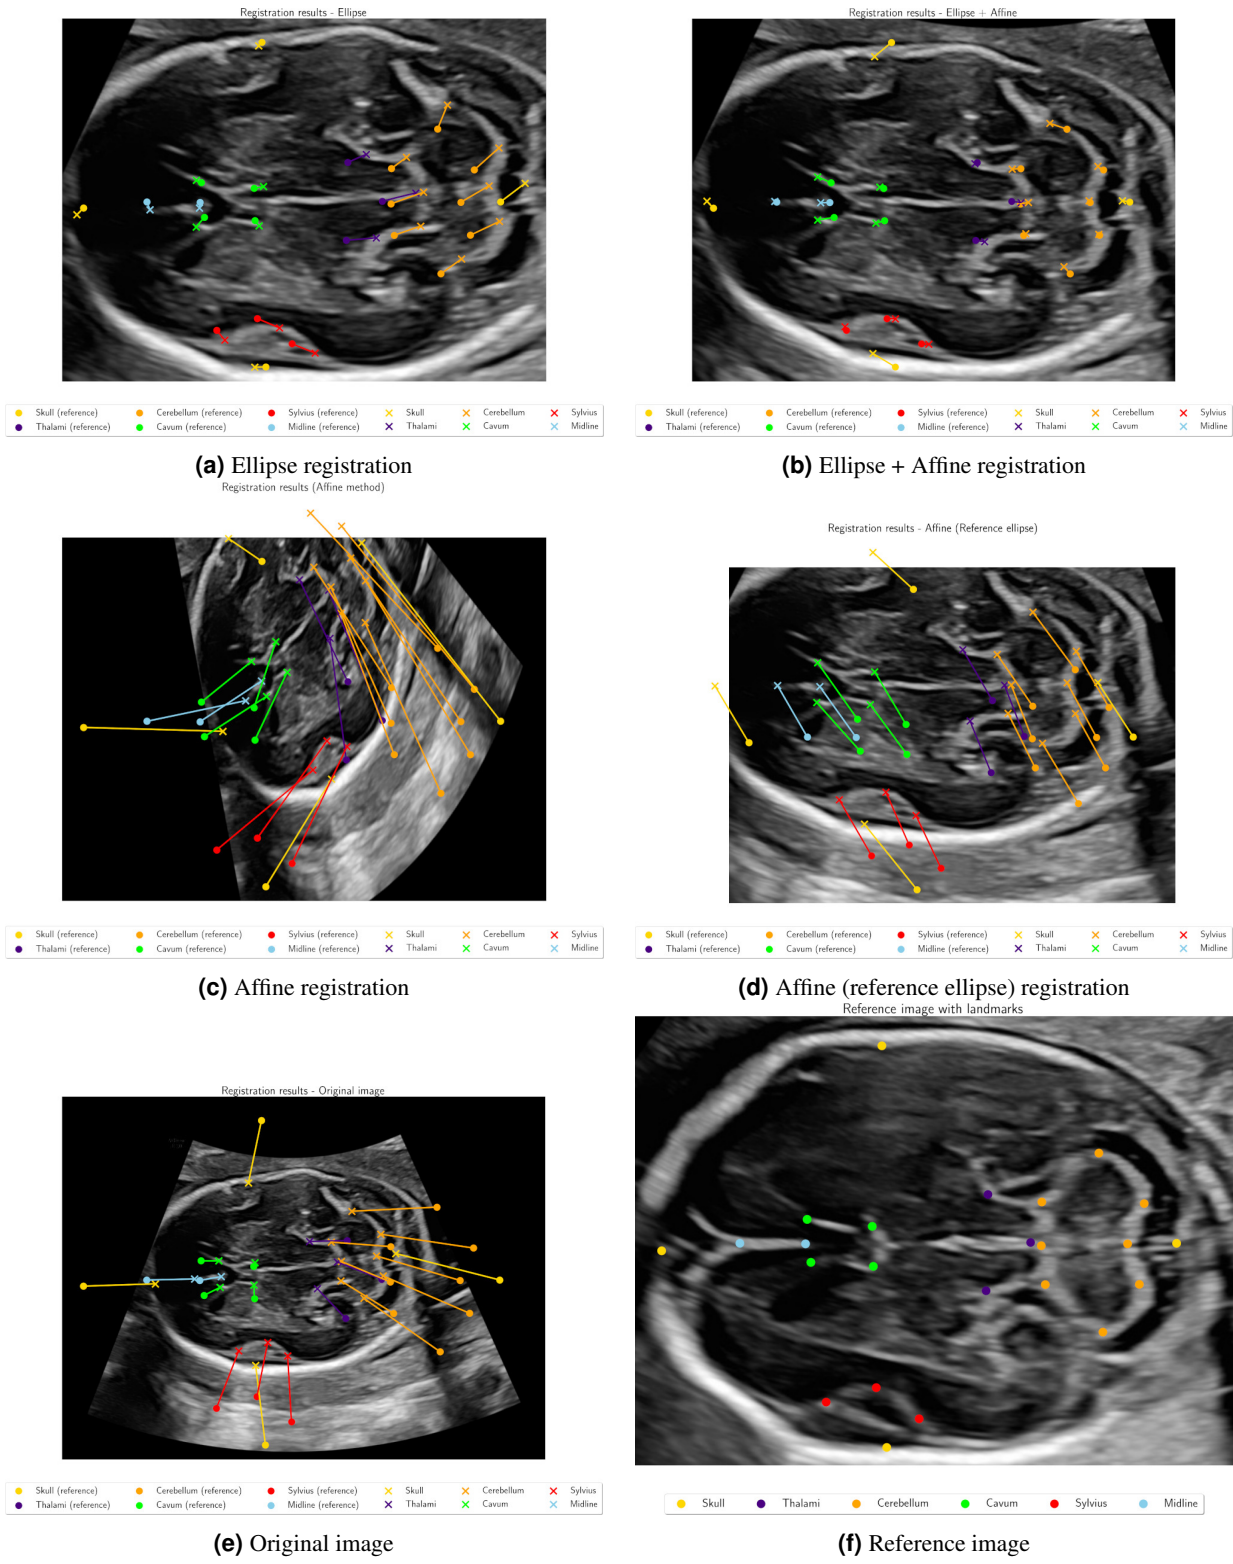 Registration results - Ellipse
Skull (reference) Cerebellum (reference) Sylvius (reference) Skull Cerebellum Sylvius
Thalami (reference) Cavum (reference) Midline (reference) Thalami Cavum Midline
(a) Ellipse registration
Registration results - Ellipse + Affine
Skull (reference) Cerebellum (reference) Sylvius (reference) Skull Cerebellum Sylvius
Thalami (reference) Cavum (reference) Midline (reference) Thalami Cavum Midline
(b) Ellipse + Affine registration
Registration results (Affine method)
Skull (reference) Cerebellum (reference) Sylvius (reference) Skull Cerebellum Sylvius
Thalami (reference) Cavum (reference) Midline (reference) Thalami Cavum Midline
(c) Affine registration
Registration results - Affine (Reference ellipse)
Skull (reference) Cerebellum (reference) Sylvius (reference) Skull Cerebellum Sylvius
Thalami (reference) Cavum (reference) Midline (reference) Thalami Cavum Midline
(d) Affine (reference ellipse) registration
Registration results - Original image
Skull (reference) Cerebellum (reference) Sylvius (reference) Skull Cerebellum Sylvius
Thalami (reference) Cavum (reference) Midline (reference) Thalami Cavum Midline
(e) Original image
Reference image with landmarks
Skull Thalami Cerebellum Cavum Sylvius Midline
(f) Reference image